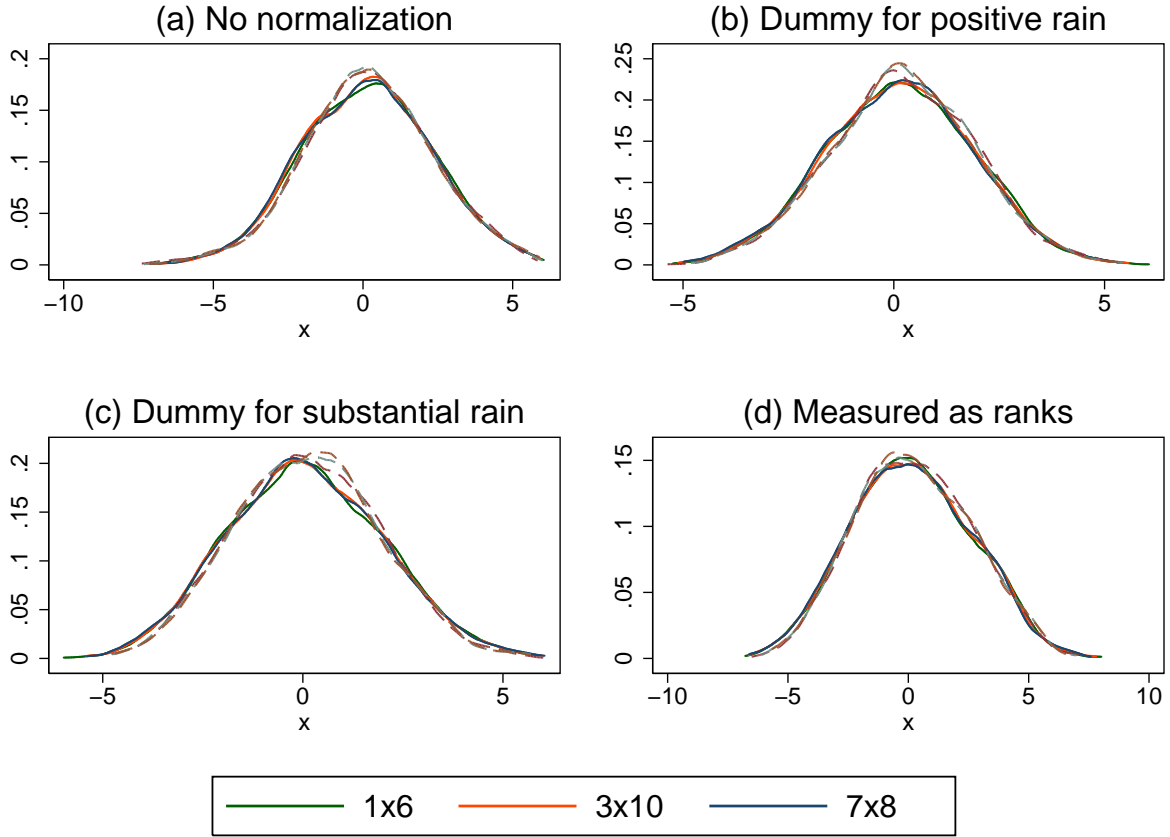 (a) No normalization
0 .05 .1 .15 .2
−10 −5 0 5
x
(b) Dummy for positive rain
0 .05 .1 .15 .2 .25
−5 0 5
x
(c) Dummy for substantial rain
0 .05 .1 .15 .2
−5 0 5
x
(d) Measured as ranks
0 .05 .1 .15
−10 −5 0 5 10
x
1x6 3x10 7x8